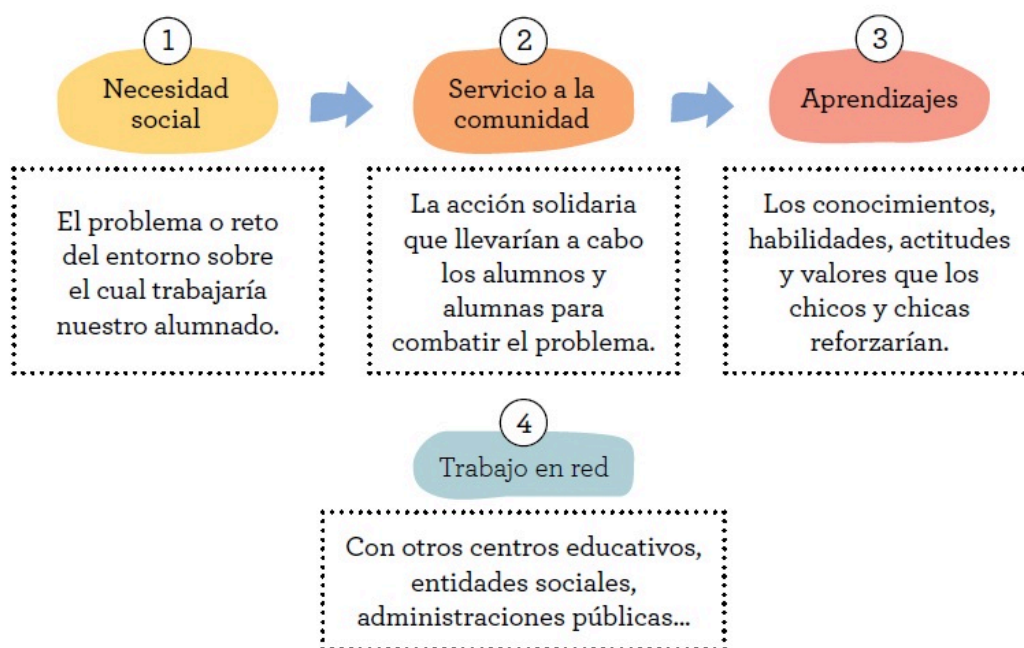 1
Necesidad
social
El problema o reto
del entorno sobre
el cual trabajaría
nuestro alumnado.
2
Servicio a la
comunidad
La acción solidaria
que llevarían a cabo
los alumnos y
alumnas para
combatir el problema.
3
Aprendizajes
Los conocimientos,
habilidades, actitudes
y valores que los
chicos y chicas
reforzarían.
4
Trabajo en red
Con otros centros educativos,
entidades sociales,
administraciones públicas...